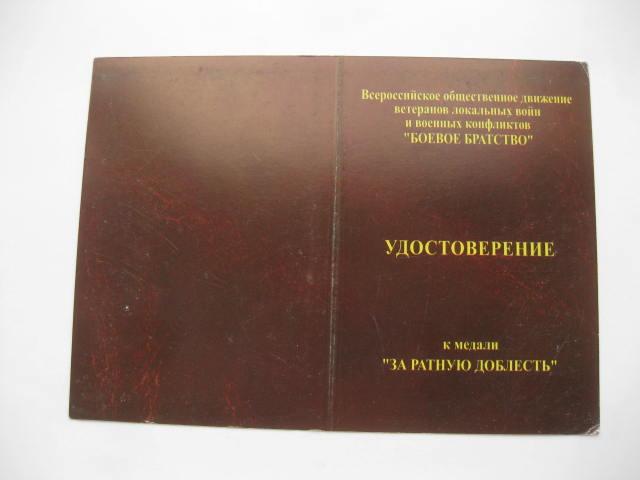 Всероссийское общественное движение
ветеранов локальных войн
и военных конфликтов
"БОЕВОЕ БРАТСТВО"
УДОСТОВЕРЕНИЕ
к медали
"ЗА РАТНУЮ ДОБЛЕСТЬ"